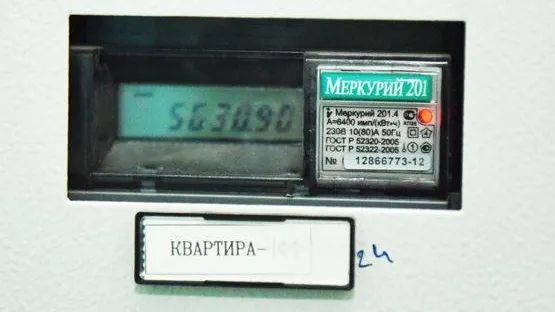 563090
МЕРКУРИЙ 201
Меркурий 201.4
А=6400 имп/(кВт•ч)
230В 10(80)А 50Гц
ГОСТ Р 52320-2005
ГОСТ Р 52322-2005
№ 12866773-12
КВАРТИРА-
24